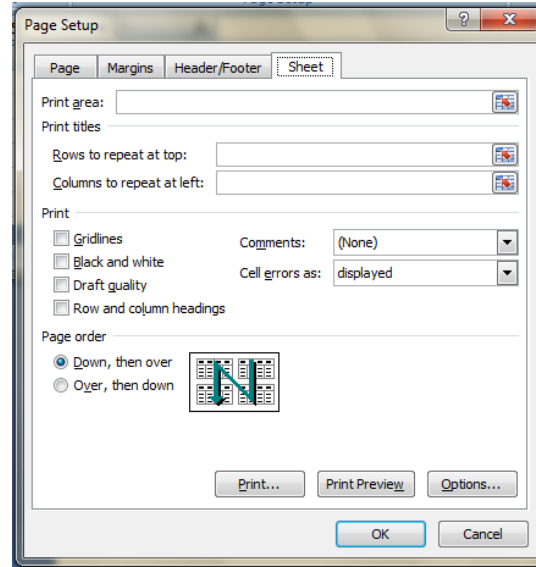 Page Setup
Page Margins Header/Footer Sheet
Print area:
Print titles
Rows to repeat at top:
Columns to repeat at left:
Print
Gridlines
Comments: (None)
Black and white
Cell errors as: displayed
Draft quality
Row and column headings
Page order
Down, then over
Over, then down
Print... Print Preview Options...
OK Cancel